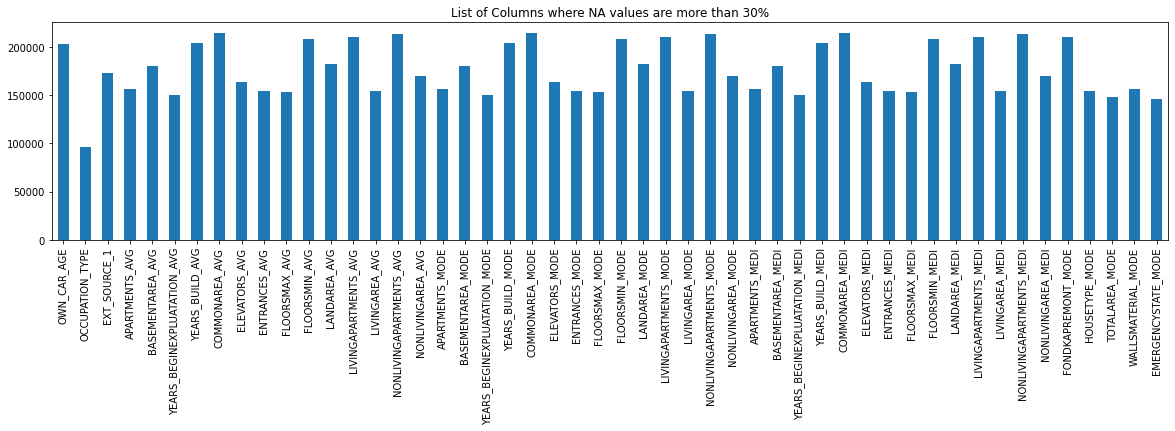 List of Columns where NA values are more than 30%
200000
150000
100000
50000
0
OWN_CAR_AGE
OCCUPATION_TYPE
EXT_SOURCE_1
APARTMENTS_AVG
BASEMENTAREA_AVG
YEARS_BEGINEXPLUATATION_AVG
YEARS_BUILD_AVG
COMMONAREA_AVG
ELEVATORS_AVG
ENTRANCES_AVG
FLOORSMAX_AVG
FLOORSMIN_AVG
LANDAREA_AVG
LIVINGAPARTMENTS_AVG
LIVINGAREA_AVG
NONLIVINGAPARTMENTS_AVG
NONLIVINGAREA_AVG
APARTMENTS_MODE
BASEMENTAREA_MODE
YEARS_BEGINEXPLUATATION_MODE
YEARS_BUILD_MODE
COMMONAREA_MODE
ELEVATORS_MODE
ENTRANCES_MODE
FLOORSMAX_MODE
FLOORSMIN_MODE
LANDAREA_MODE
LIVINGAPARTMENTS_MODE
LIVINGAREA_MODE
NONLIVINGAPARTMENTS_MODE
NONLIVINGAREA_MODE
APARTMENTS_MEDI
BASEMENTAREA_MEDI
YEARS_BEGINEXPLUATATION_MEDI
YEARS_BUILD_MEDI
COMMONAREA_MEDI
ELEVATORS_MEDI
ENTRANCES_MEDI
FLOORSMAX_MEDI
FLOORSMIN_MEDI
LANDAREA_MEDI
LIVINGAPARTMENTS_MEDI
LIVINGAREA_MEDI
NONLIVINGAPARTMENTS_MEDI
NONLIVINGAREA_MEDI
FONDKAPREMONT_MODE
HOUSETYPE_MODE
TOTALAREA_MODE
WALLSMATERIAL_MODE
EMERGENCYSTATE_MODE